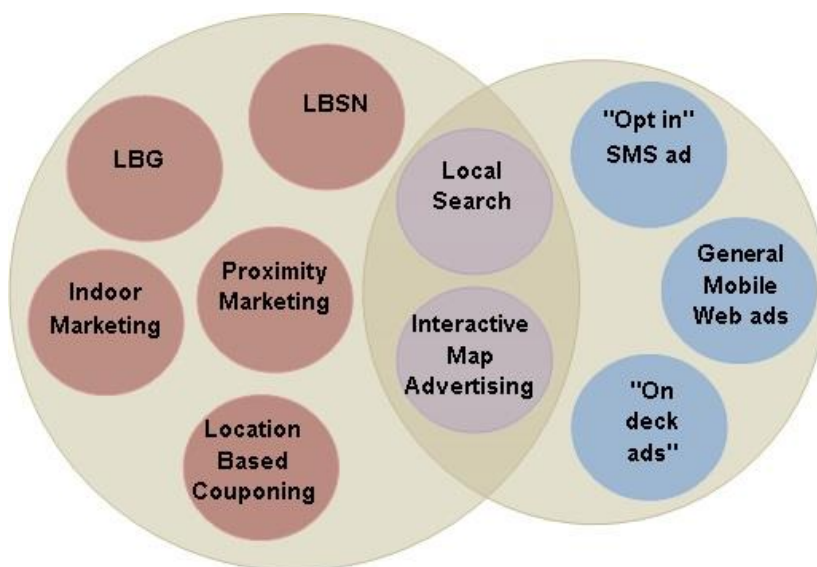 LBSN
LBG
"Opt in"
SMS ad
Local
Search
Proximity
Marketing
Indoor
Marketing
General
Mobile
Web ads
Interactive
Map
Advertising
"On
deck
ads"
Location
Based
Couponing